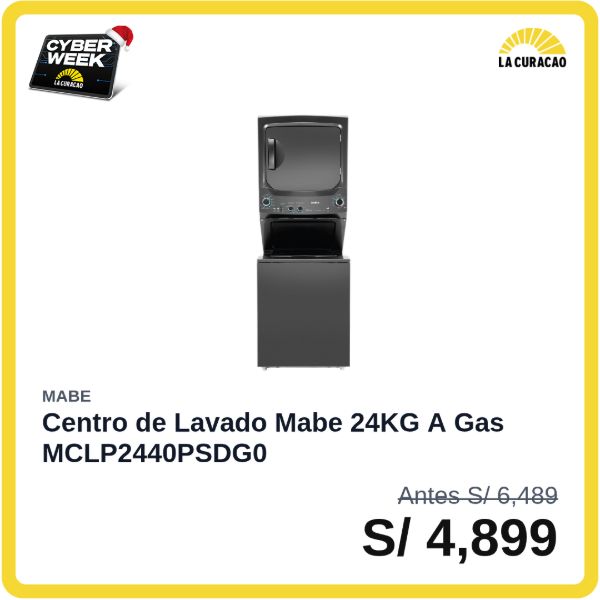 CYBER
WEEK
LA CURACAO
LA CURACAO
MABE
Centro de Lavado Mabe 24KG A Gas
MCLP2440PSDG0
Antes S/ 6,489
S/ 4,899